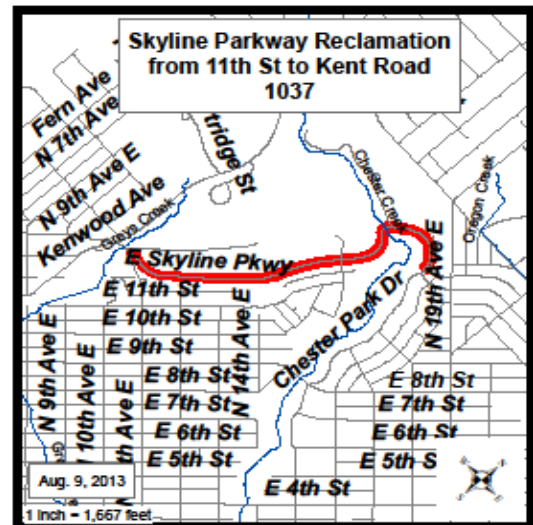 Skyline Parkway Reclamation
from 11th St to Kent Road
1037
Fern Ave
N 7th Ave
tridge St
N 9th Ave E
Kenwood Ave
Greys Creek
Chester Creek
Oregon Creek
E Skyline Pkwy
N 19th Ave E
E 11th St
E 10th St
E 9th St
E 8th St
E 7th St
E 6th St
E 5th St
N 9th Ave E
N 10th Ave E
Ave E
N 14th Ave E
Chester Park Dr
E 8th St
E 7th St
E 6th St
E 5th S
E 4th St
Aug. 9, 2013
1 inch = 1,667 feet